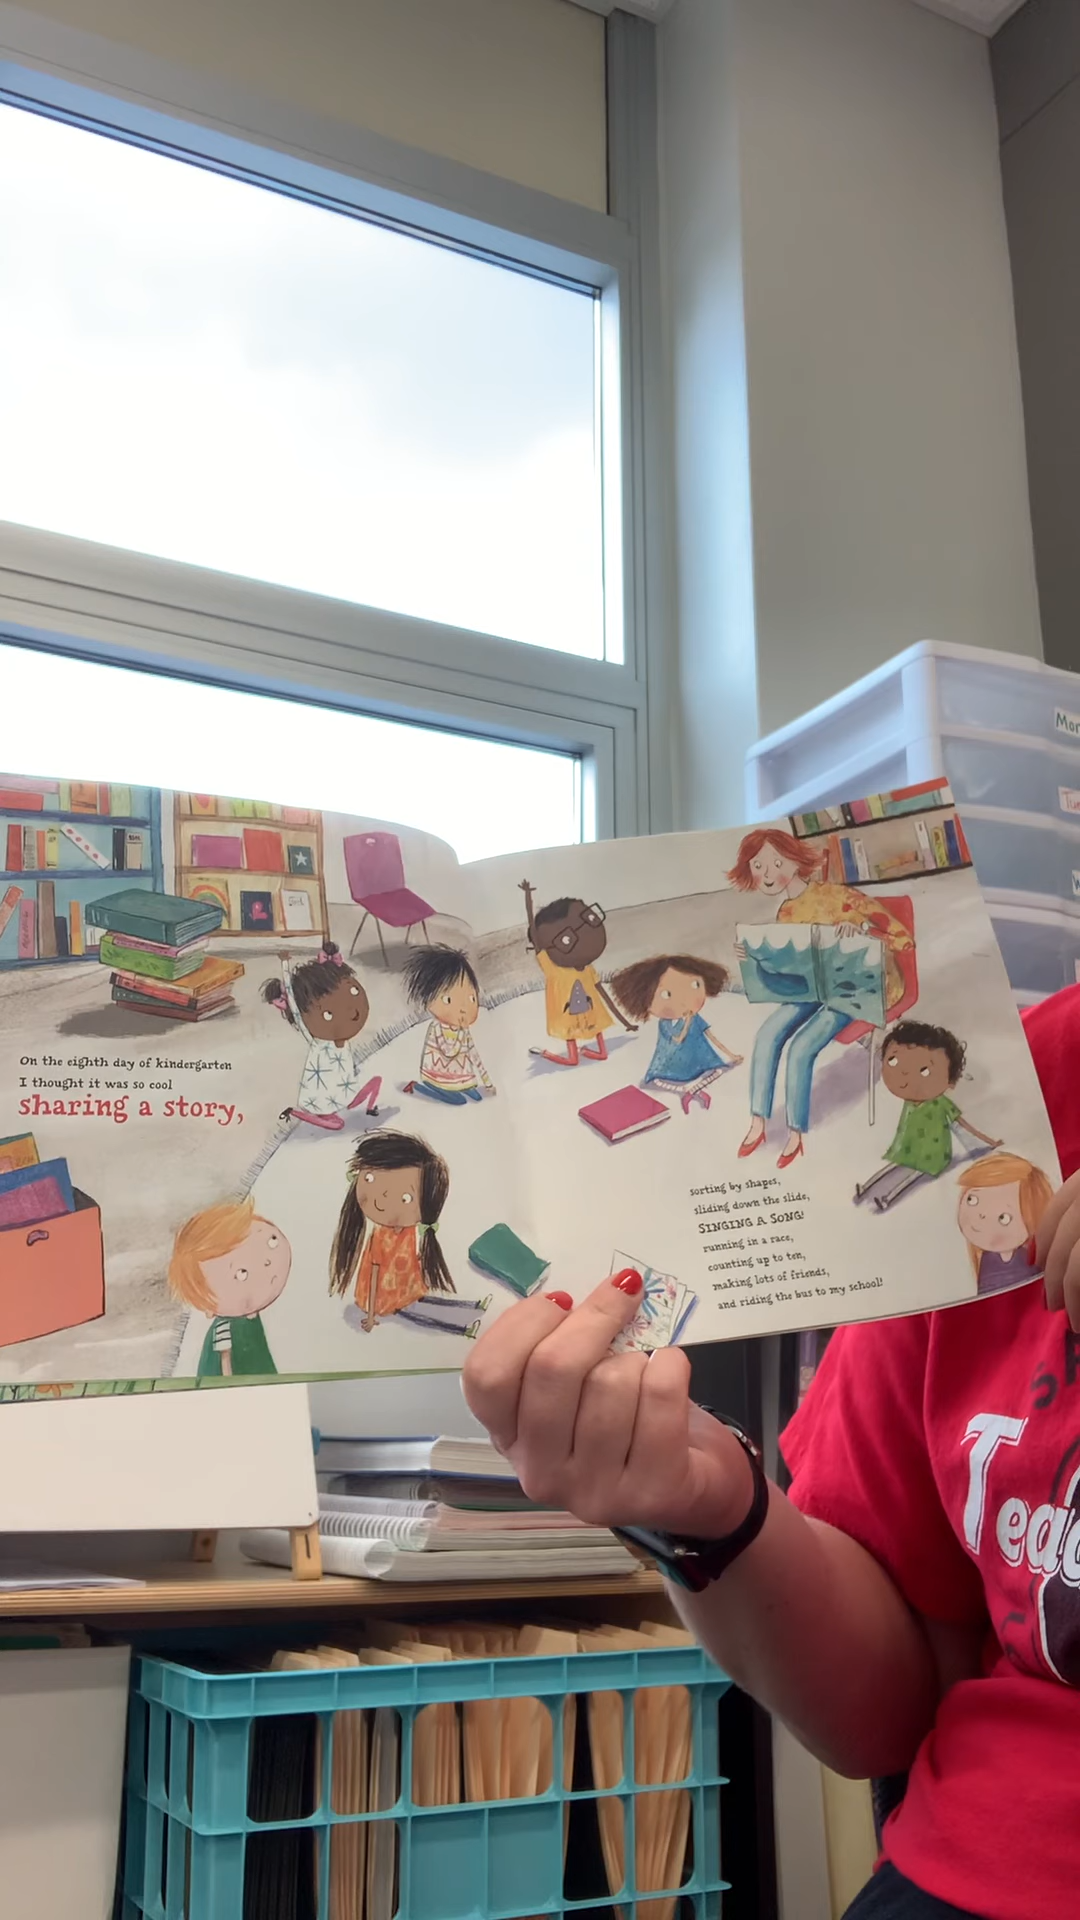 On the eighth day of kindergarten
I thought it was so cool
sharing a story,
sorting by shapes,
sliding down the slide,
SINGING A SONG!
running in a race,
counting up to ten,
making lots of friends,
and riding the bus to my school!